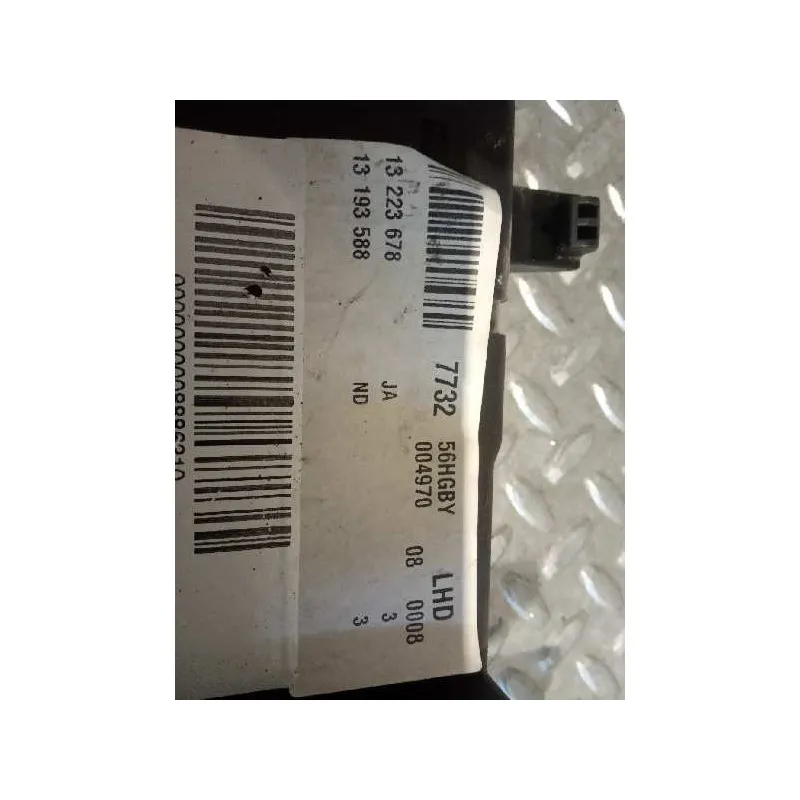 7732 56HGBY LHD
004970 08 0008
13 223 678 JA 3
13 193 588 ND 3